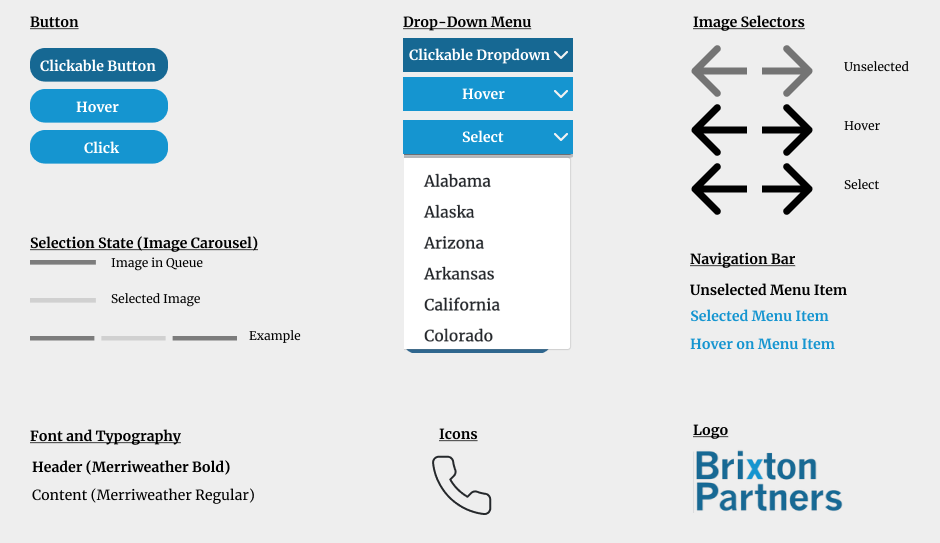 Button
Clickable Button
Hover
Click
Drop-Down Menu
Clickable Dropdown
Hover
Select
Alabama
Alaska
Arizona
Arkansas
California
Colorado
Image Selectors
Unselected
Hover
Select
Selection State (Image Carousel)
Image in Queue
Selected Image
Example
Navigation Bar
Unselected Menu Item
Selected Menu Item
Hover on Menu Item
Font and Typography
Header (Merriweather Bold)
Content (Merriweather Regular)
Icons
Logo
Brixton
Partners